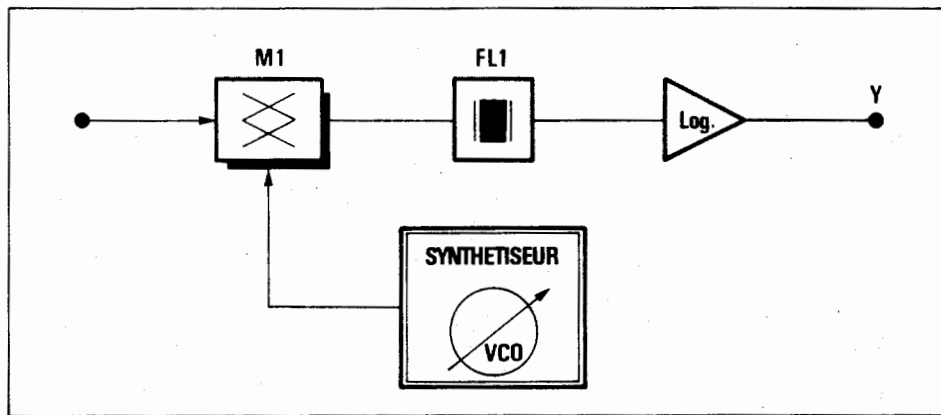 M1
FL1
Log.
Y
SYNTHETISEUR
VCO